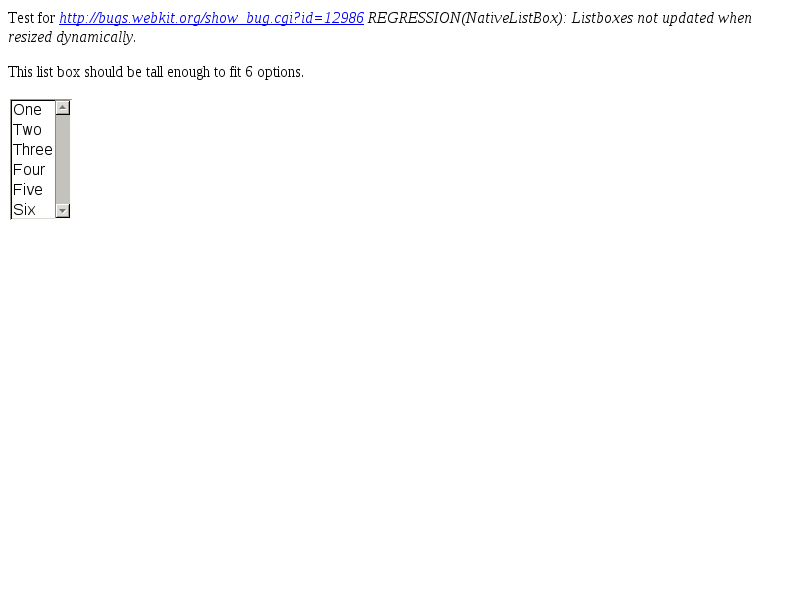 Test for http://bugs.webkit.org/show_bug.cgi?id=12986 REGRESSION(NativeListBox): Listboxes not updated when
resized dynamically.
This list box should be tall enough to fit 6 options.
One
Two
Three
Four
Five
Six